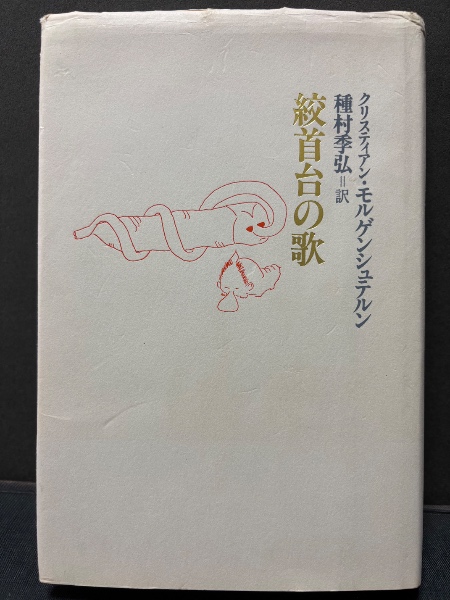 クリスティアン・モルゲンシュテルン
種村季弘=訳
絞首台の歌